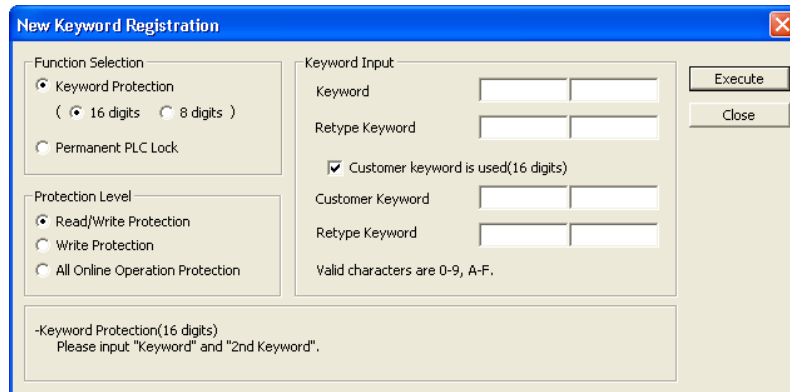 New Keyword Registration
Function Selection
Keyword Protection
( 16 digits 8 digits )
Permanent PLC Lock
Protection Level
Read/Write Protection
Write Protection
All Online Operation Protection
Keyword Input
Keyword
Retype Keyword
Customer keyword is used(16 digits)
Customer Keyword
Retype Keyword
Valid characters are 0-9, A-F.
Execute
Close
-Keyword Protection(16 digits)
Please input "Keyword" and "2nd Keyword".